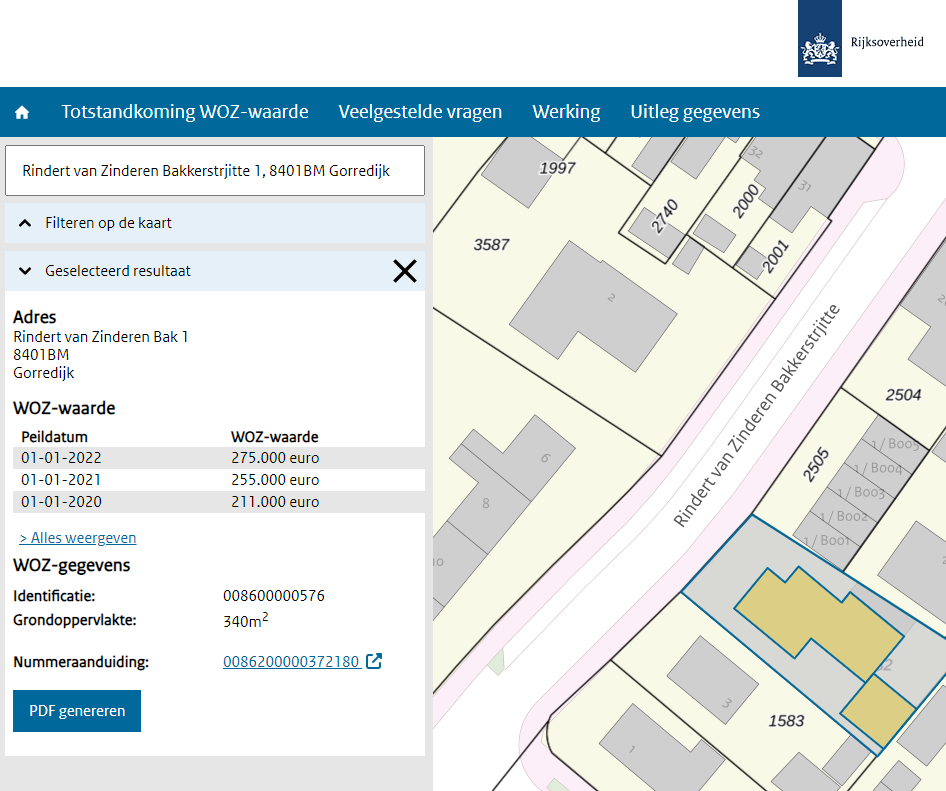 Rijksoverheid
Totstandkoming WOZ-waarde Veelgestelde vragen Werking Uitleg gegevens
Rindert van Zinderen Bakkerstrjitte 1, 8401BM Gorredijk
Filteren op de kaart
Geselecteerd resultaat
Adres
Rindert van Zinderen Bak 1
8401BM
Gorredijk
WOZ-waarde
Peildatum WOZ-waarde
01-01-2022 275.000 euro
01-01-2021 255.000 euro
01-01-2020 211.000 euro
> Alles weergeven
WOZ-gegevens
Identificatie: 008600000576
Grondoppervlakte: 340m²
Nummeraanduiding: 0086200000372180
PDF genereren
1997
32
31
2740
2000
3587
2001
2
Rindert van Zinderen Bakkerstrjitte
2504
2505
1 / B005
1 / B004
1 / B003
1 / B002
1 / B001
6
8
3
1583
1